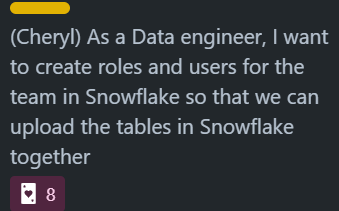 (Cheryl) As a Data engineer, I want
to create roles and users for the
team in Snowflake so that we can
upload the tables in Snowflake
together
8